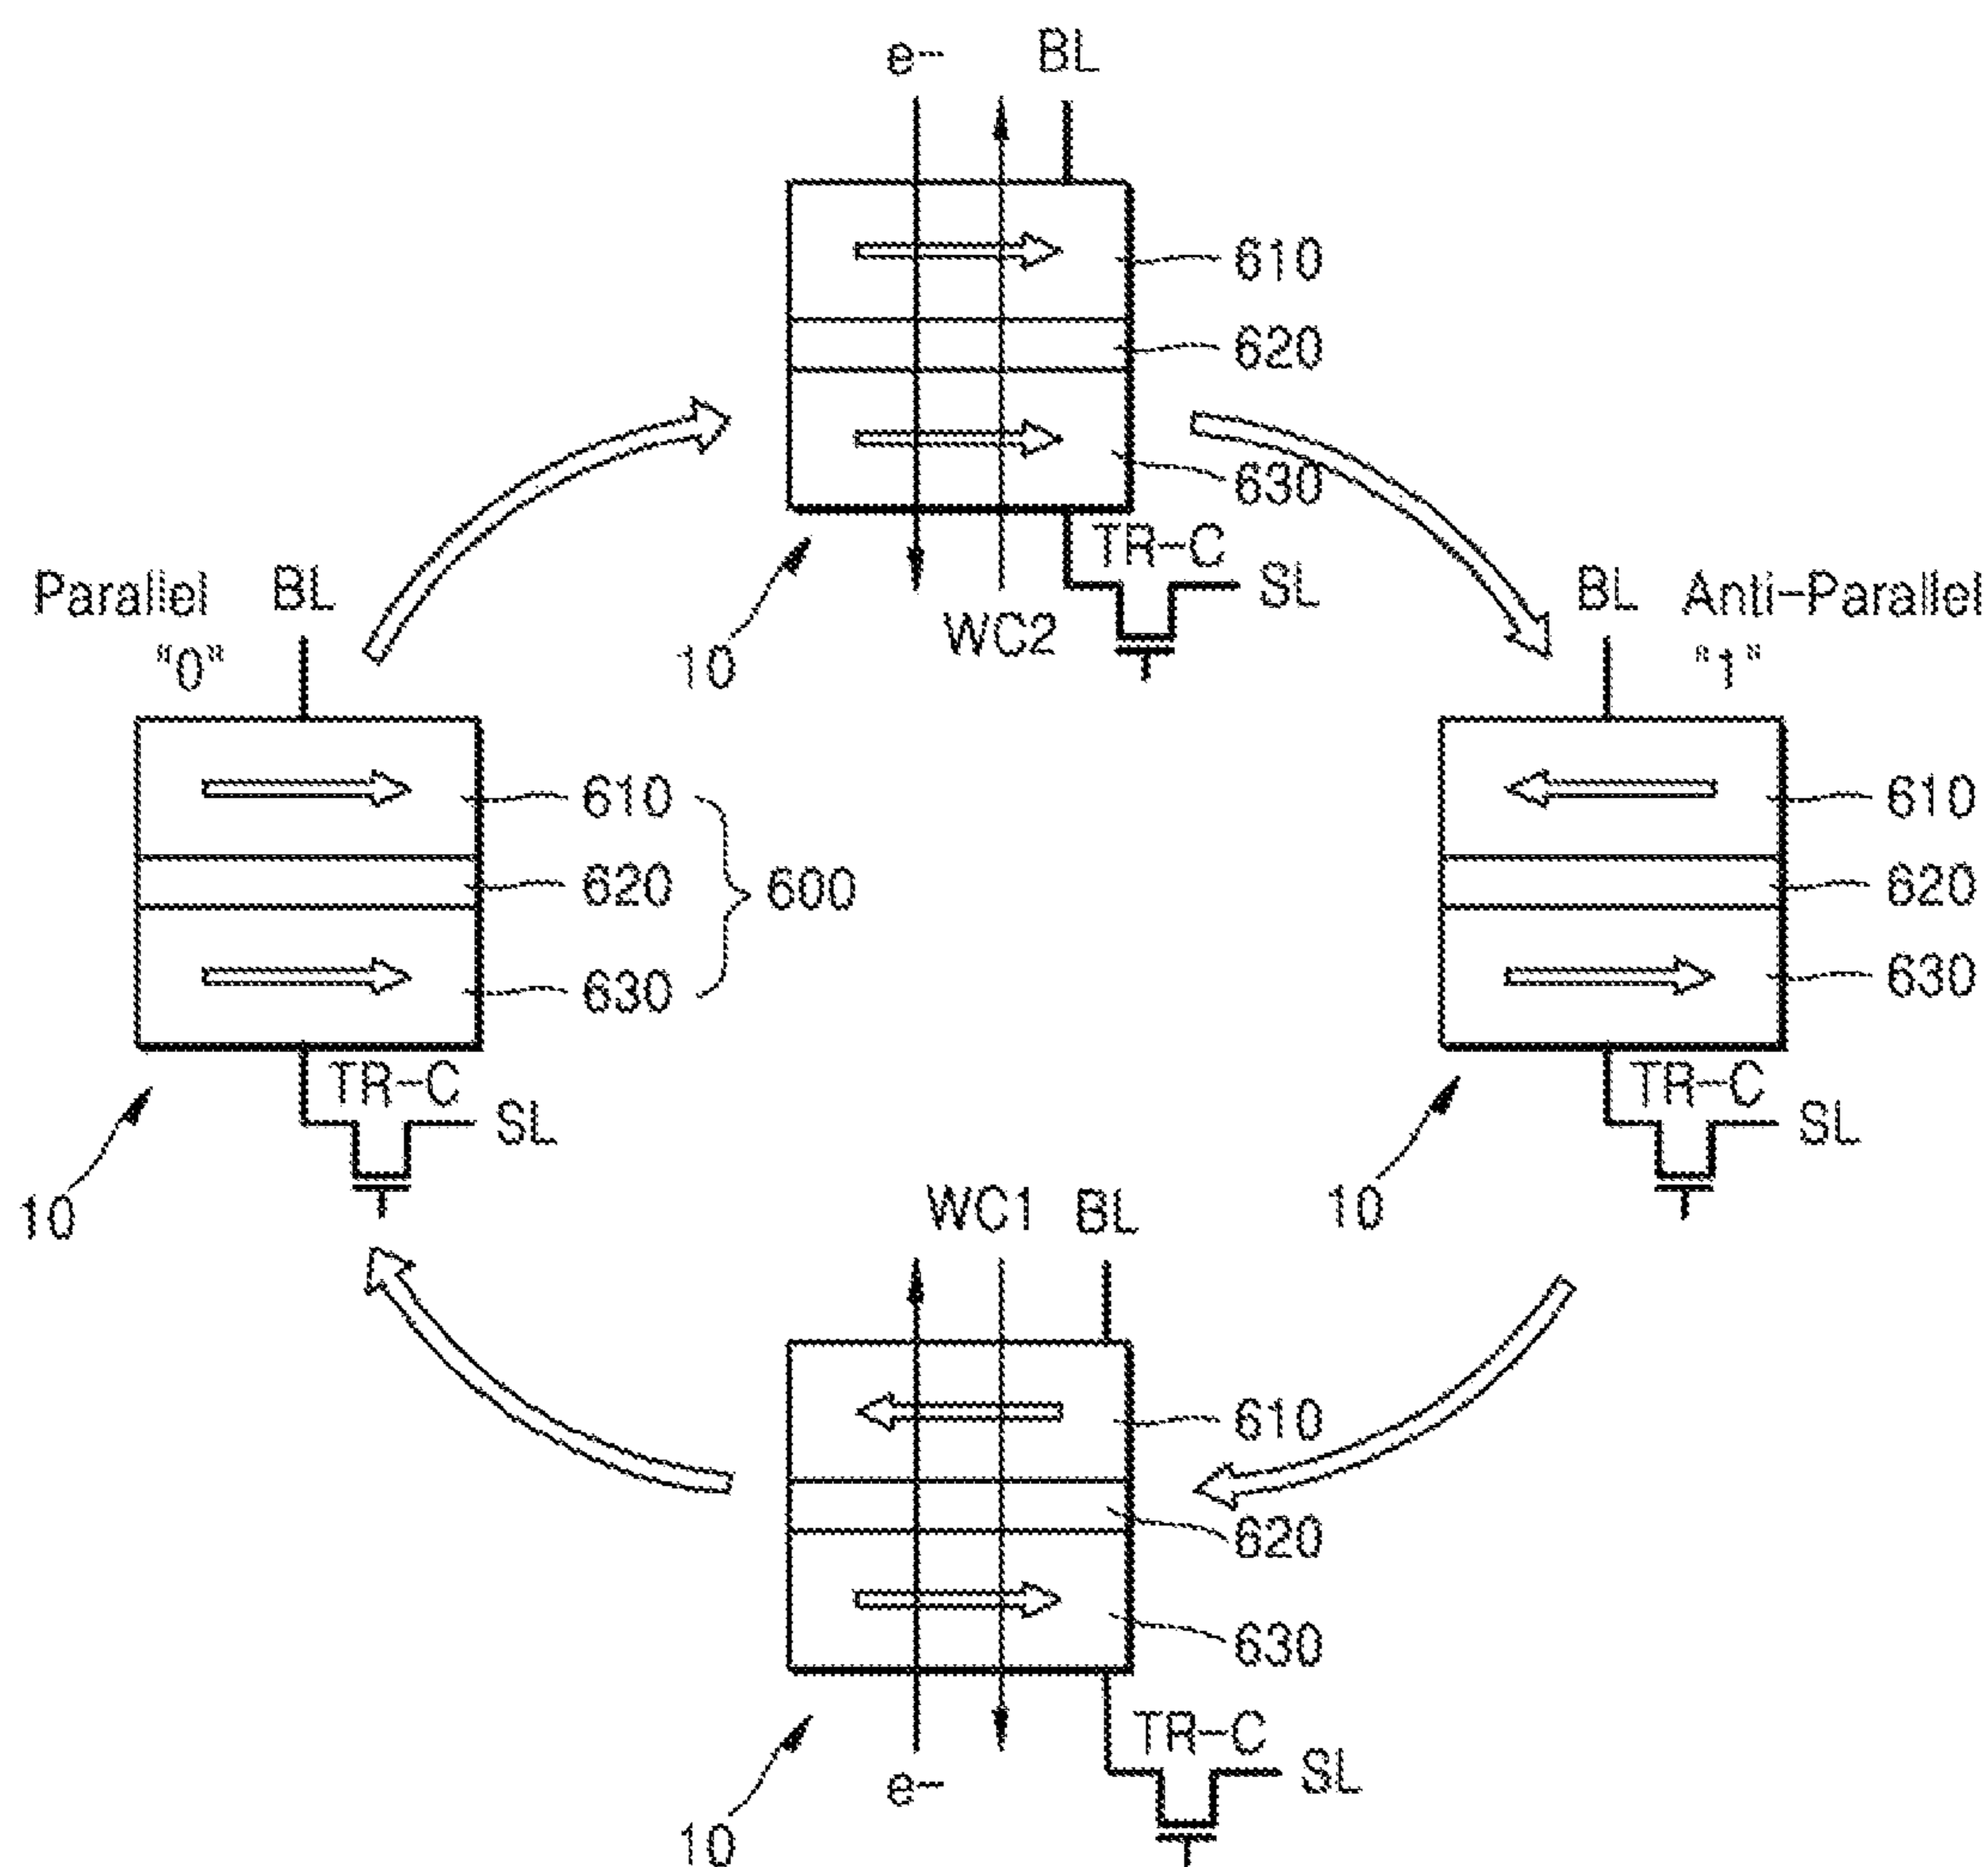 e- BL
610
620
630
TR-C
SL
WC2
10
Parallel BL
"0"
610
620
600
630
TR-C
SL
10
BL Anti-Parallel
"1"
610
620
630
TR-C
SL
10
WC1 BL
610
620
630
TR-C
SL
e-
10